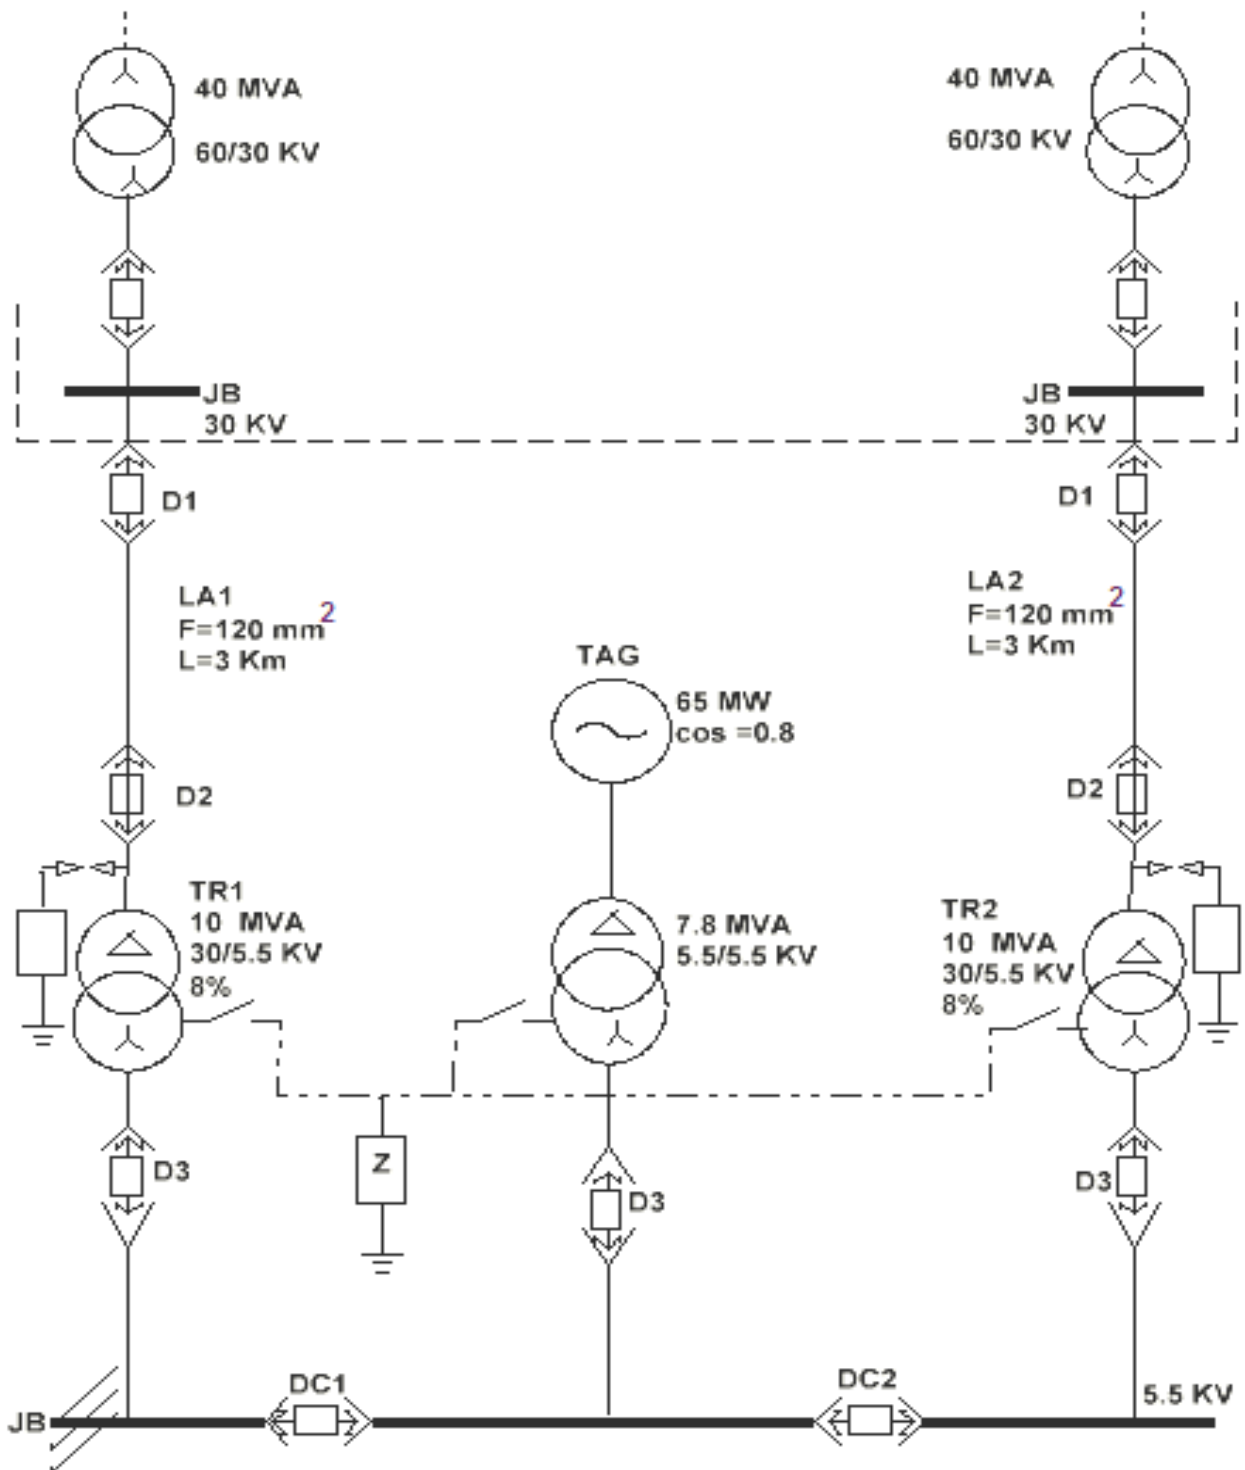 40 MVA
60/30 KV
40 MVA
60/30 KV
JB
30 KV
JB
30 KV
D1
D1
LA1
F=120 mm2
L=3 Km
LA2
F=120 mm2
L=3 Km
TAG
65 MW
cos =0.8
D2
D2
TR1
10 MVA
30/5.5 KV
8%
7.8 MVA
5.5/5.5 KV
TR2
10 MVA
30/5.5 KV
8%
D3
Z
D3
D3
DC1
DC2
5.5 KV
JB